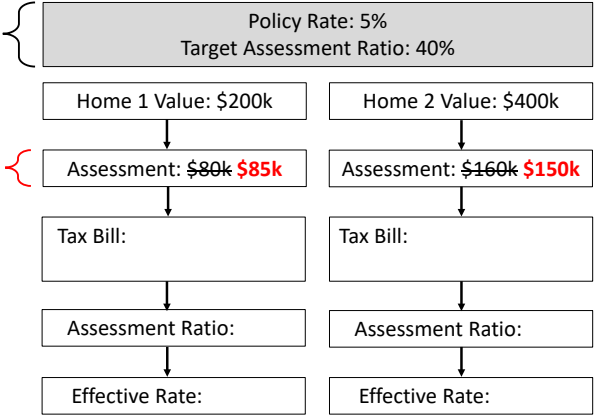 Policy Rate: 5%
Target Assessment Ratio: 40%
Home 1 Value: $200k
Home 2 Value: $400k
Assessment: $80k $85k
Assessment: $160k $150k
Tax Bill:
Tax Bill:
Assessment Ratio:
Assessment Ratio:
Effective Rate:
Effective Rate: